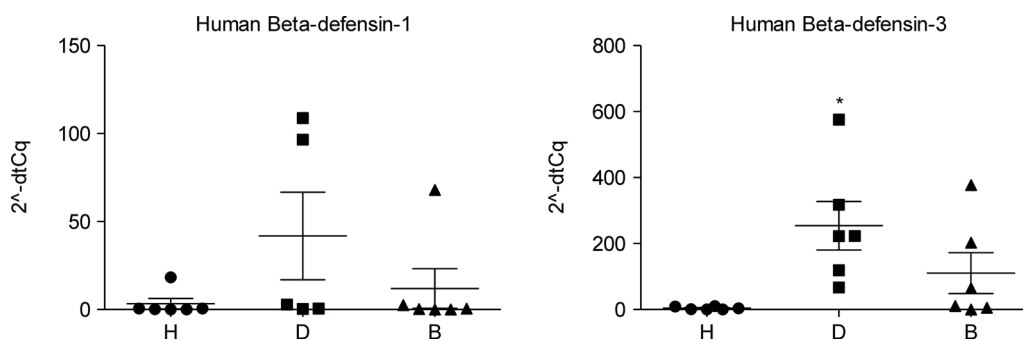 Human Beta-defensin-1
150
100
50
0
2^-dtCq
H D B
Human Beta-defensin-3
800
600
400
200
0
2^-dtCq
*
H D B